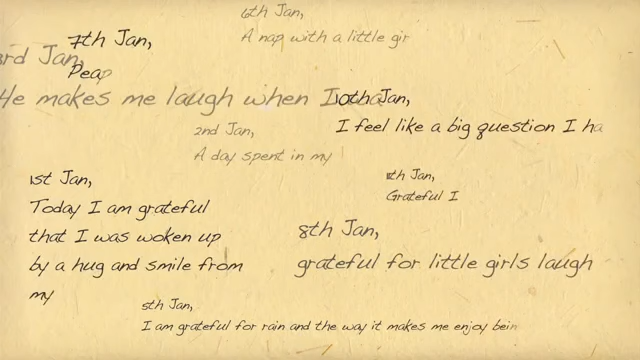 6th Jan,
A nap with a little gir
7th Jan,
Peap
3rd Jan,
He makes me laugh when I
10th Jan,
I feel like a big question I ha
2nd Jan,
A day spent in my
1st Jan,
Today I am grateful
that I was woken up
by a hug and smile from
my
11th Jan,
Grateful I
8th Jan,
grateful for little girls laugh
5th Jan,
I am grateful for rain and the way it makes me enjoy bein